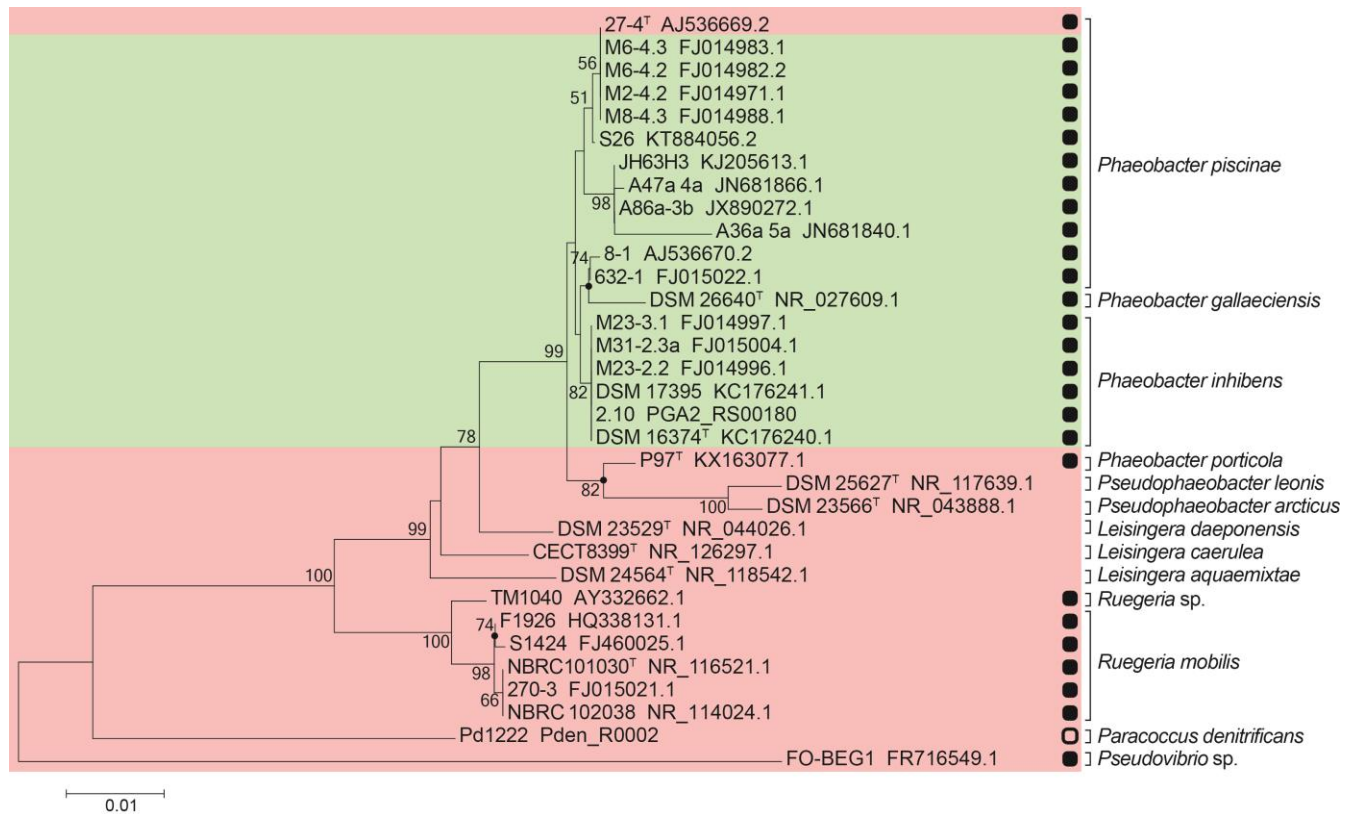 27-4ᵀ AJ536669.2
M6-4.3 FJ014983.1
56
M6-4.2 FJ014982.2
51
M2-4.2 FJ014971.1
M8-4.3 FJ014988.1
S26 KT884056.2
JH63H3 KJ205613.1
Phaeobacter piscinae
A47a 4a JN681866.1
98
A86a-3b JX890272.1
A36a 5a JN681840.1
74
8-1 AJ536670.2
632-1 FJ015022.1
DSM 26640ᵀ NR_027609.1
Phaeobacter gallaeciensis
M23-3.1 FJ014997.1
99
M31-2.3a FJ015004.1
M23-2.2 FJ014996.1
Phaeobacter inhibens
82
DSM 17395 KC176241.1
2.10 PGA2_RS00180
78
DSM 16374ᵀ KC176240.1
P97ᵀ KX163077.1
Phaeobacter porticola
82
DSM 25627ᵀ NR_117639.1
Pseudophaeobacter leonis
100
DSM 23566ᵀ NR_043888.1
Pseudophaeobacter arcticus
99
DSM 23529ᵀ NR_044026.1
Leisingera daeponensis
CECT8399ᵀ NR_126297.1
Leisingera caerulea
100
DSM 24564ᵀ NR_118542.1
Leisingera aquaemixtae
TM1040 AY332662.1
Ruegeria sp.
74
F1926 HQ338131.1
100
S1424 FJ460025.1
98
NBRC101030ᵀ NR_116521.1
Ruegeria mobilis
66
270-3 FJ015021.1
NBRC 102038 NR_114024.1
Pd1222 Pden_R0002
Paracoccus denitrificans
FO-BEG1 FR716549.1
Pseudovibrio sp.
0.01